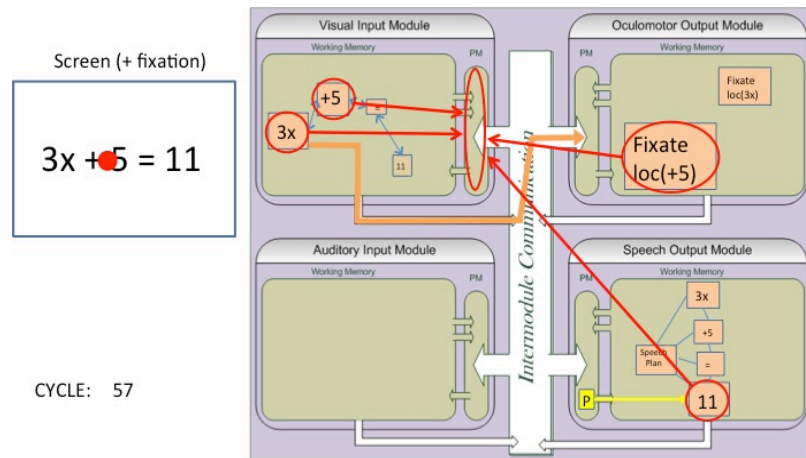 Screen (+ fixation)
3x + 5 = 11
CYCLE: 57
Visual Input Module
Working Memory
PM
+5
3x
=
11
Oculomotor Output Module
PM
Working Memory
Fixate
loc(3x)
Fixate
loc(+5)
Intermodule Communication
Auditory Input Module
Working Memory
PM
Speech Output Module
PM
Working Memory
3x
+5
Speech
Plan
=
11
P